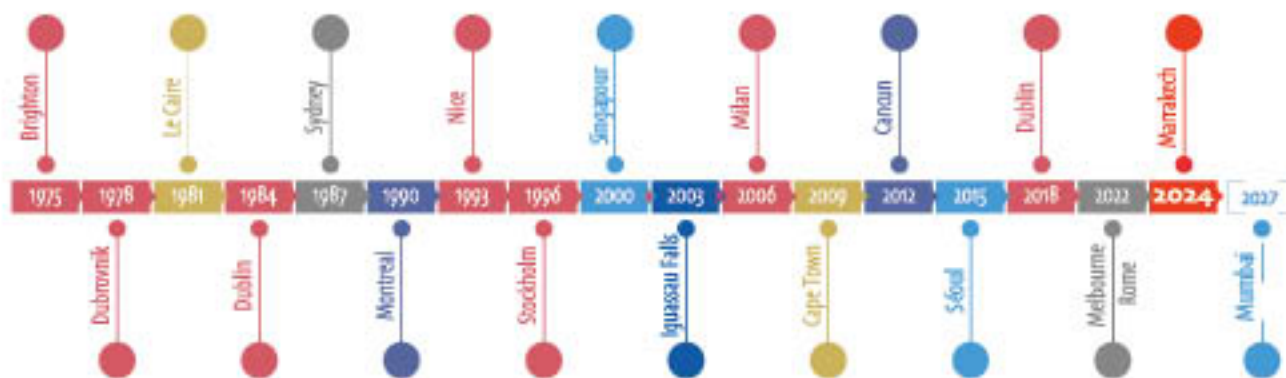 Brighton
Le Caire
Sydney
Nice
Singapour
Milan
Cancun
Dublin
Marrakech
1975 1978 1981 1984 1987 1990 1993 1996 2000 2003 2006 2009 2012 2015 2018 2022 2024 2027
Dubrovnik
Dublin
Montreal
Stockholm
Iguassau Falls
Cape Town
Séoul
Melbourne
Rome
Mumbai